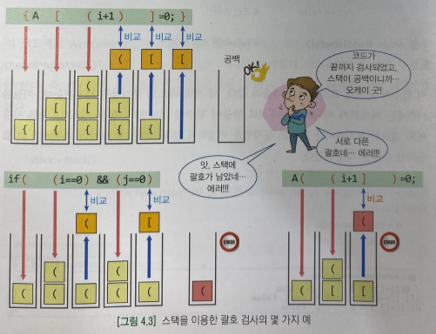 { A [ ( i+1 ) ] =0; }
비교 비교 비교
( [ [
공백
OK!
(
[ [ [
{ { { { {
코드가
끝까지 검사되었고,
스택이 공백이니까…
오케이 굿!
서로 다른
괄호네… 에러!!!
앗, 스택에
괄호가 남았네…
에러!!!
if( (i==0) && (j==0)
비교 비교
( [
( (
( ( ( ( ( (
ERROR
A( ( i+1 ] )=0;
비교
(
ERROR
[
( ( [
[그림 4.3] 스택을 이용한 괄호 검사의 몇 가지 예